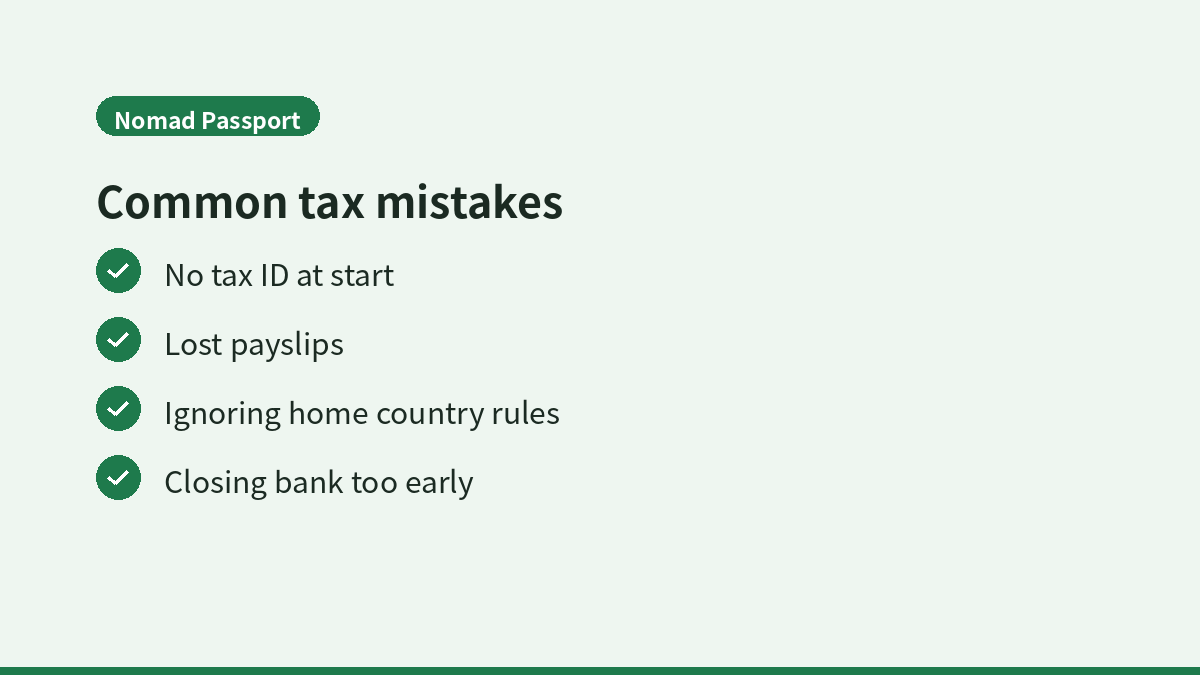 Nomad Passport
Common tax mistakes
No tax ID at start
Lost payslips
Ignoring home country rules
Closing bank too early